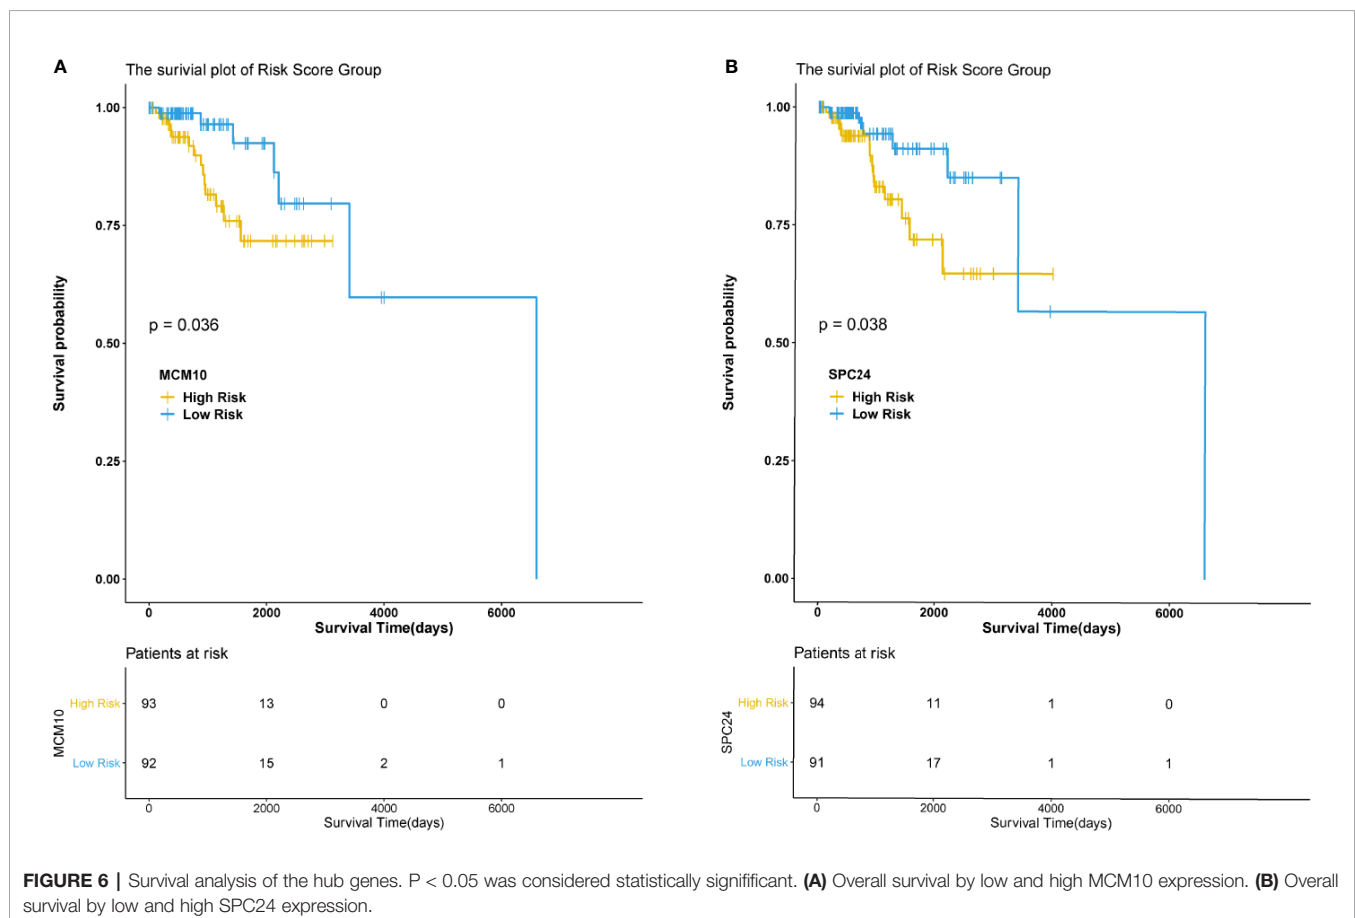 A
The surivial plot of Risk Score Group
1.00
0.75
0.50
0.25
0.00
Survival probability
p = 0.036
MCM10
High Risk
Low Risk
0 2000 4000 6000
Survival Time(days)
Patients at risk
MCM10
High Risk 93 13 0 0
Low Risk 92 15 2 1
0 2000 4000 6000
Survival Time(days)
B
The surivial plot of Risk Score Group
1.00
0.75
0.50
0.25
0.00
Survival probability
p = 0.038
SPC24
High Risk
Low Risk
0 2000 4000 6000
Survival Time(days)
Patients at risk
SPC24
High Risk 94 11 1 0
Low Risk 91 17 1 1
0 2000 4000 6000
Survival Time(days)
FIGURE 6 | Survival analysis of the hub genes. P < 0.05 was considered statistically signifificant. (A) Overall survival by low and high MCM10 expression. (B) Overall
survival by low and high SPC24 expression.